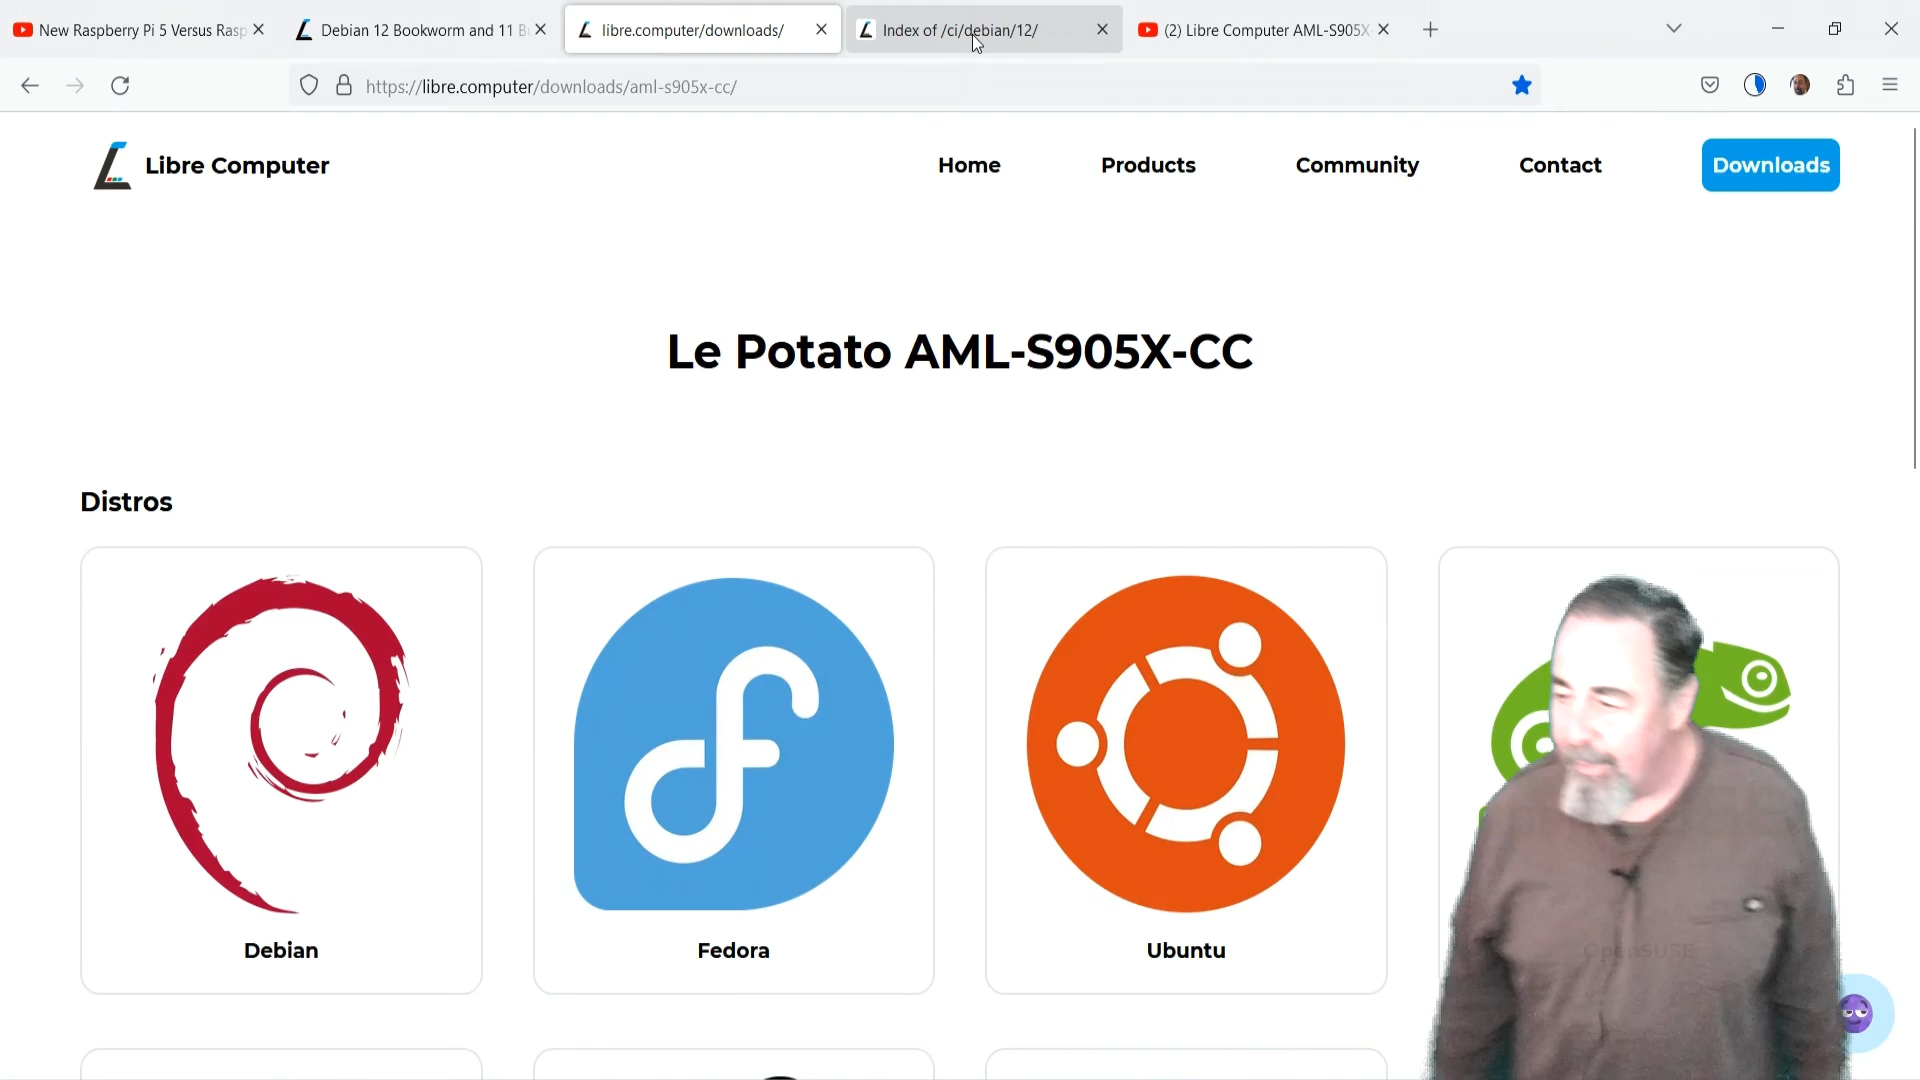 New Raspberry Pi 5 Versus Rasp
Debian 12 Bookworm and 11 Bu
libre.computer/downloads/
Index of /ci/debian/12/
(2) Libre Computer AML-S905X-
https://libre.computer/downloads/aml-s905x-cc/
Libre Computer
Home
Products
Community
Contact
Downloads
Le Potato AML-S905X-CC
Distros
Debian
Fedora
Ubuntu
OpenSUSE